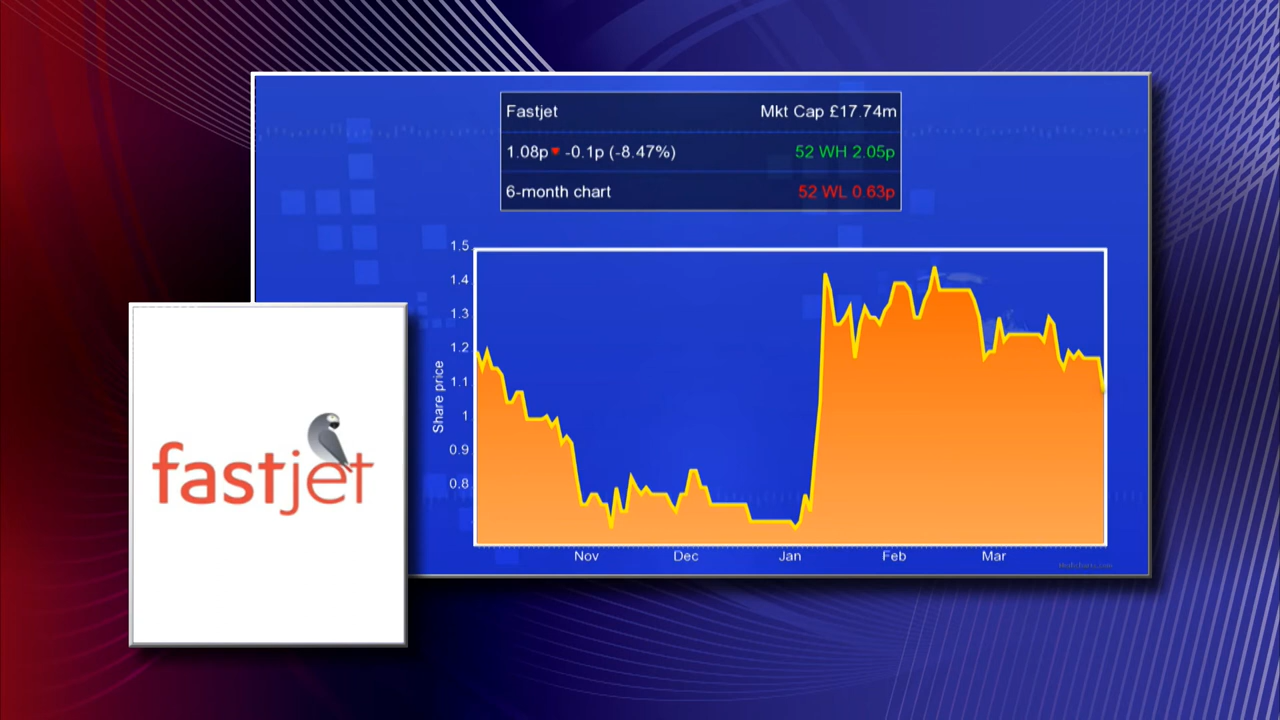 Fastjet Mkt Cap £17.74m
1.08p -0.1p (-8.47%) 52 WH 2.05p
6-month chart 52 WL 0.63p
1.5
1.4
1.3
1.2
1.1
1
0.9
0.8
Share price
Nov Dec Jan Feb Mar
fastjet